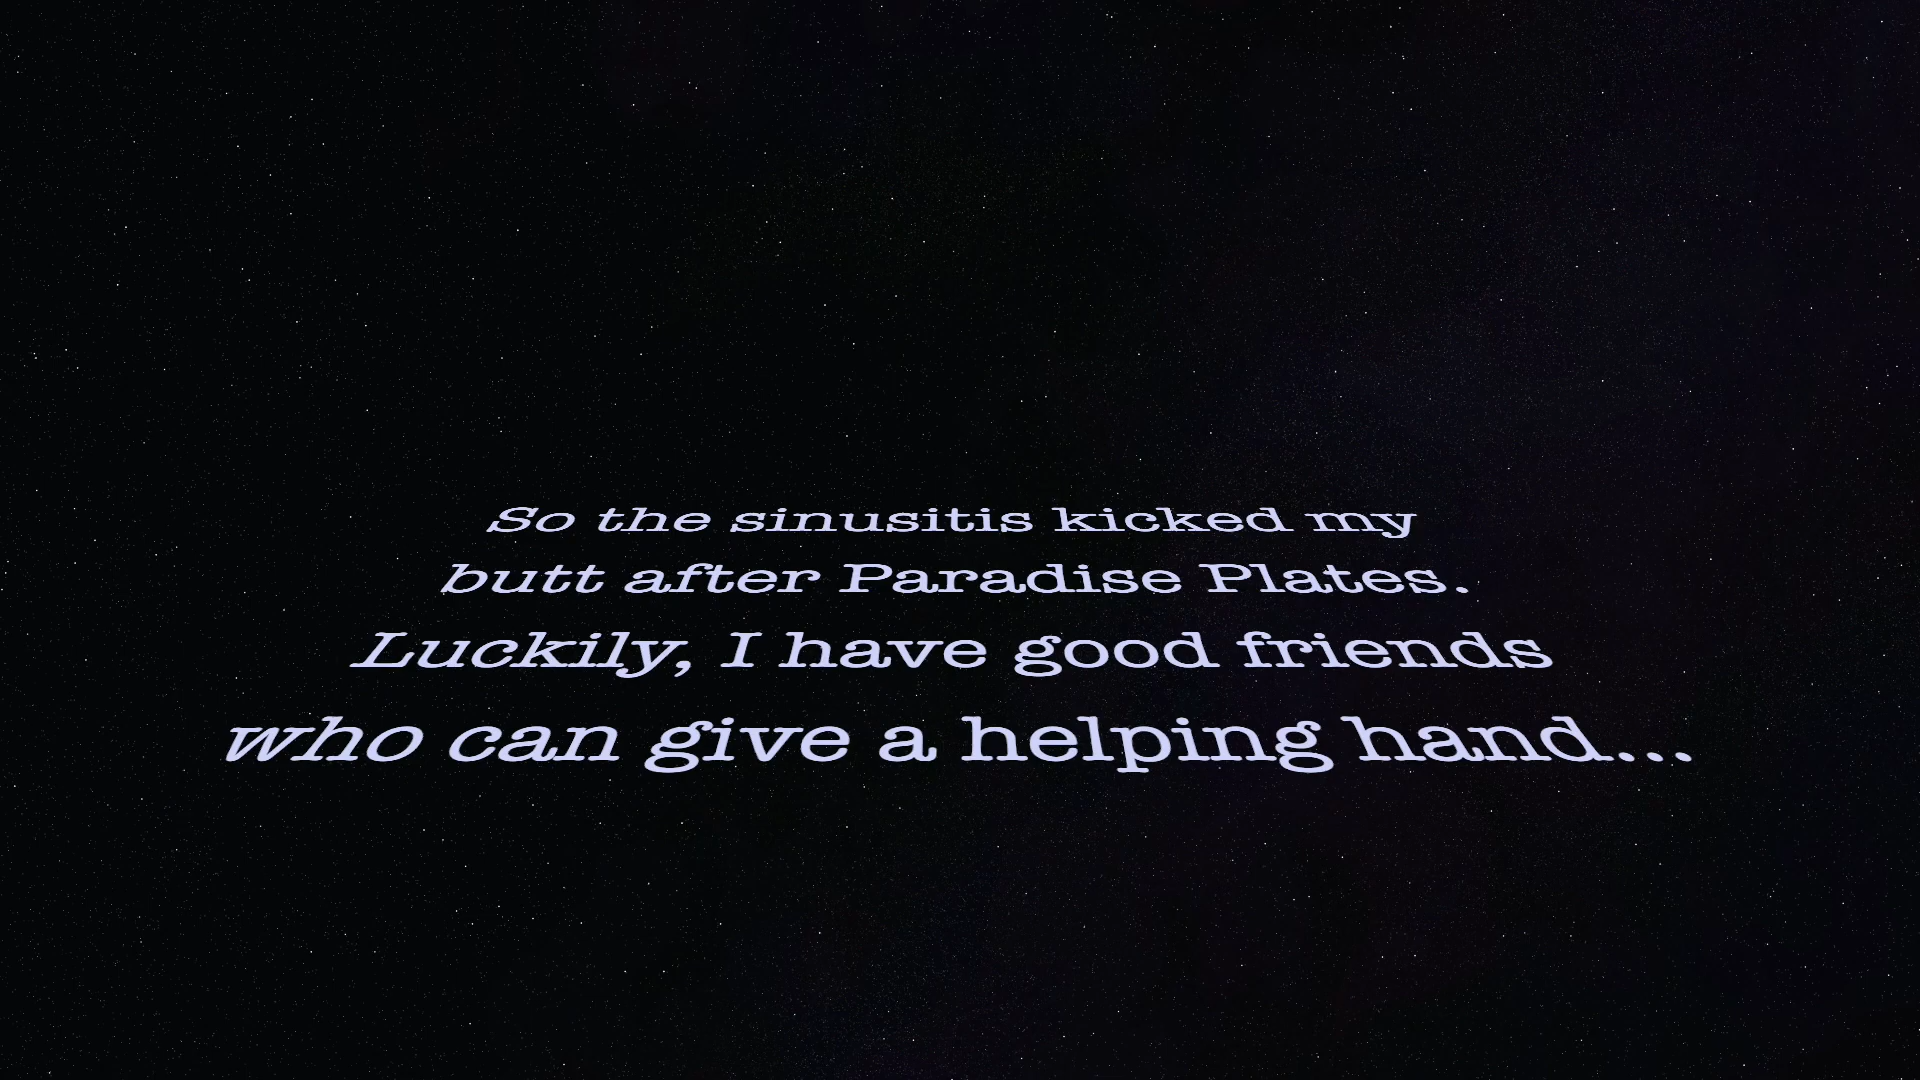 So the sinusitis kicked my
butt after Paradise Plates.
Luckily, I have good friends
who can give a helping hand...